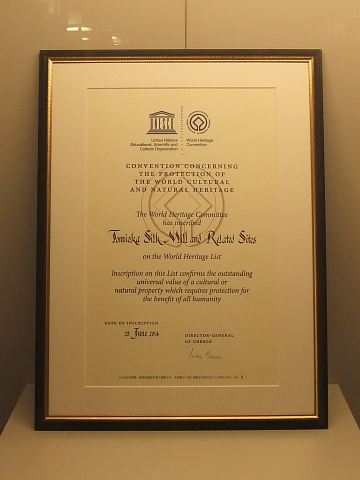 United Nations
Educational, Scientific and
Cultural Organization
World Heritage
Convention
CONVENTION CONCERNING
THE PROTECTION OF
THE WORLD CULTURAL
AND NATURAL HERITAGE
The World Heritage Committee
has inscribed
Tomioka Silk Mill and Related Sites
on the World Heritage List
Inscription on this List confirms the outstanding
universal value of a cultural or
natural property which requires protection for
the benefit of all humanity
DATE OF INSCRIPTION
25 June 2014
DIRECTOR-GENERAL
OF UNESCO